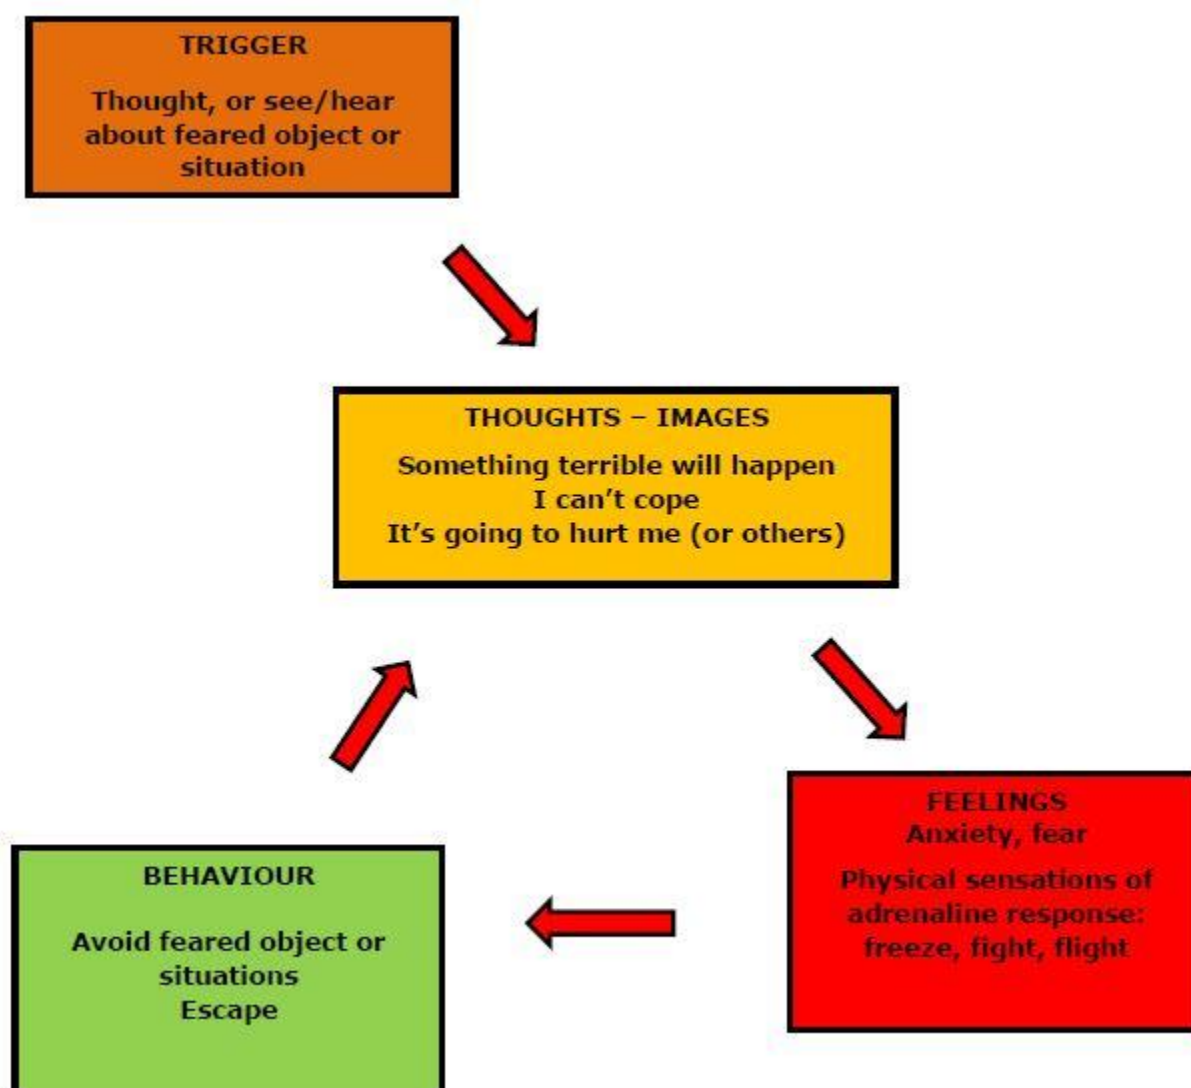 TRIGGER
Thought, or see/hear
about feared object or
situation
THOUGHTS – IMAGES
Something terrible will happen
I can’t cope
It’s going to hurt me (or others)
FEELINGS
Anxiety, fear
Physical sensations of
adrenaline response:
freeze, fight, flight
BEHAVIOUR
Avoid feared object or
situations
Escape